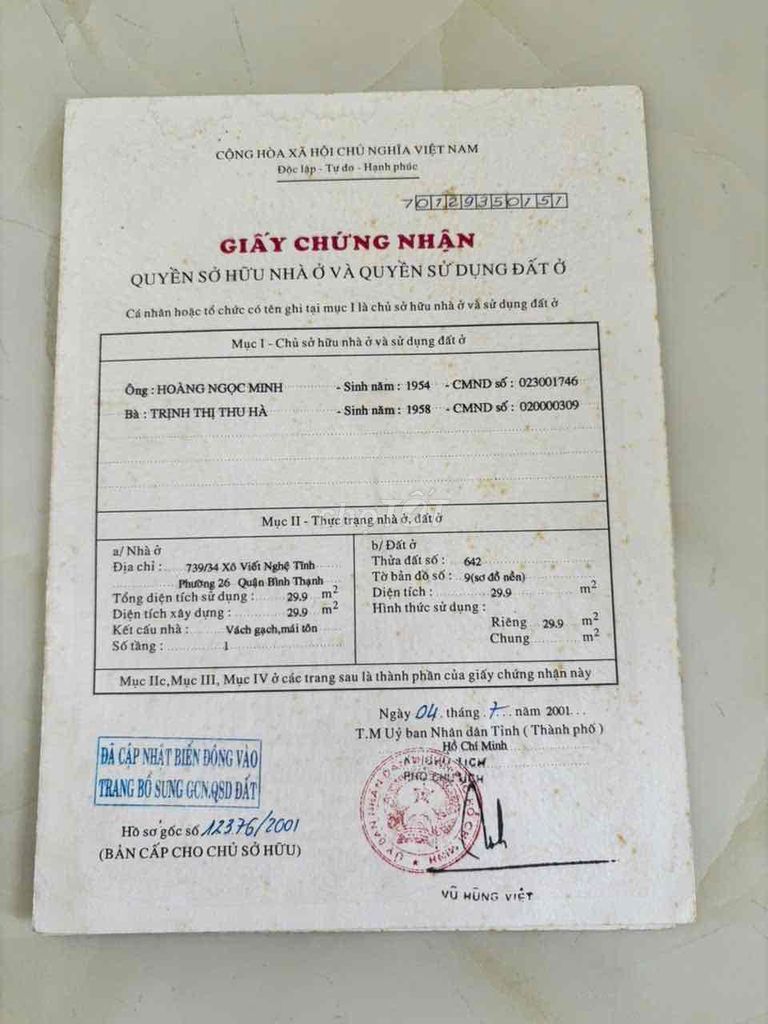 CỘNG HÒA XÃ HỘI CHỦ NGHĨA VIỆT NAM
Độc lập - Tự do - Hạnh phúc
70129350151
GIẤY CHỨNG NHẬN
QUYỀN SỞ HỮU NHÀ Ở VÀ QUYỀN SỬ DỤNG ĐẤT Ở
Cá nhân hoặc tổ chức có tên ghi tại mục I là chủ sở hữu nhà ở và sử dụng đất ở
Mục I - Chủ sở hữu nhà ở và sử dụng đất ở
Ông : HOÀNG NGỌC MINH - Sinh năm : 1954 - CMND số : 023001746
Bà : TRỊNH THỊ THU HÀ - Sinh năm : 1958 - CMND số : 020000309
chợTỐT
Mục II - Thực trạng nhà ở, đất ở
a/ Nhà ở
Địa chỉ : 739/34 Xô Viết Nghệ Tĩnh
Phường 26 Quận Bình Thạnh
Tổng diện tích sử dụng : 29.9 m2
Diện tích xây dựng : 29.9 m2
Kết cấu nhà : Vách gạch,mái tôn
Số tầng : 1
b/ Đất ở
Thửa đất số : 642
Tờ bản đồ số : 9(sơ đồ nền)
Diện tích : 29.9 m2
Hình thức sử dụng :
Riêng 29.9 m2
Chung m2
Mục IIc,Mục III, Mục IV ở các trang sau là thành phần của giấy chứng nhận này
Ngày 04 tháng 7 năm 2001
T.M Uỷ ban Nhân dân Tỉnh ( Thành phố )
Hồ Chí Minh
KT/CHỦ TỊCH
PHÓ CHỦ TỊCH
ĐÃ CẬP NHẬT BIẾN ĐỘNG VÀO
TRANG BỔ SUNG GCN.QSD ĐẤT
Hồ sơ gốc số 12376/2001
(BẢN CẤP CHO CHỦ SỞ HỮU)
VŨ HÙNG VIỆT